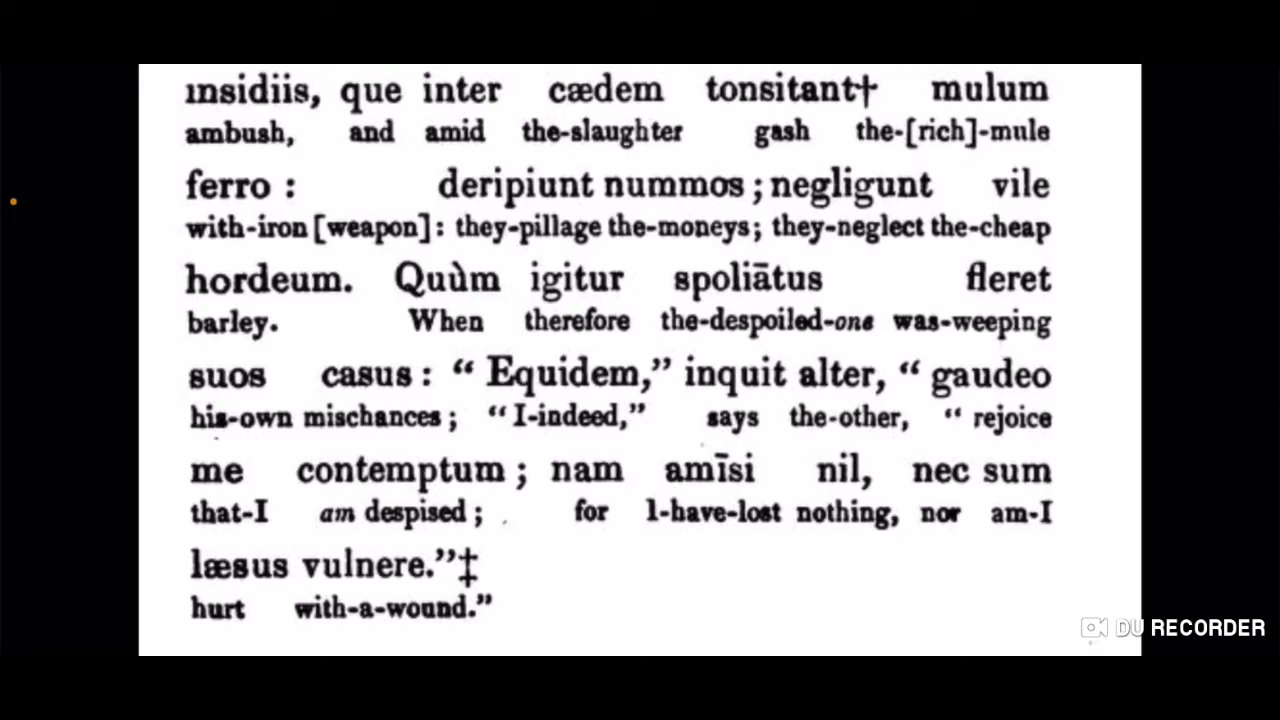 insidiis, que inter cædem tonsitant† mulum
ambush, and amid the-slaughter gash the-[rich]-mule
ferro : deripiunt nummos ; negligunt vile
with-iron [weapon] : they-pillage the-moneys ; they-neglect the-cheap
hordeum. Quùm igitur spoliātus fleret
barley. When therefore the-despoiled-one was-weeping
suos casus : “ Equidem,” inquit alter, “ gaudeo
his-own mischances ; “ I-indeed,” says the-other, “ rejoice
me contemptum ; nam amīsi nil, nec sum
that-I am despised ; for I-have-lost nothing, nor am-I
læsus vulnere.”‡
hurt with-a-wound.”
DU RECORDER